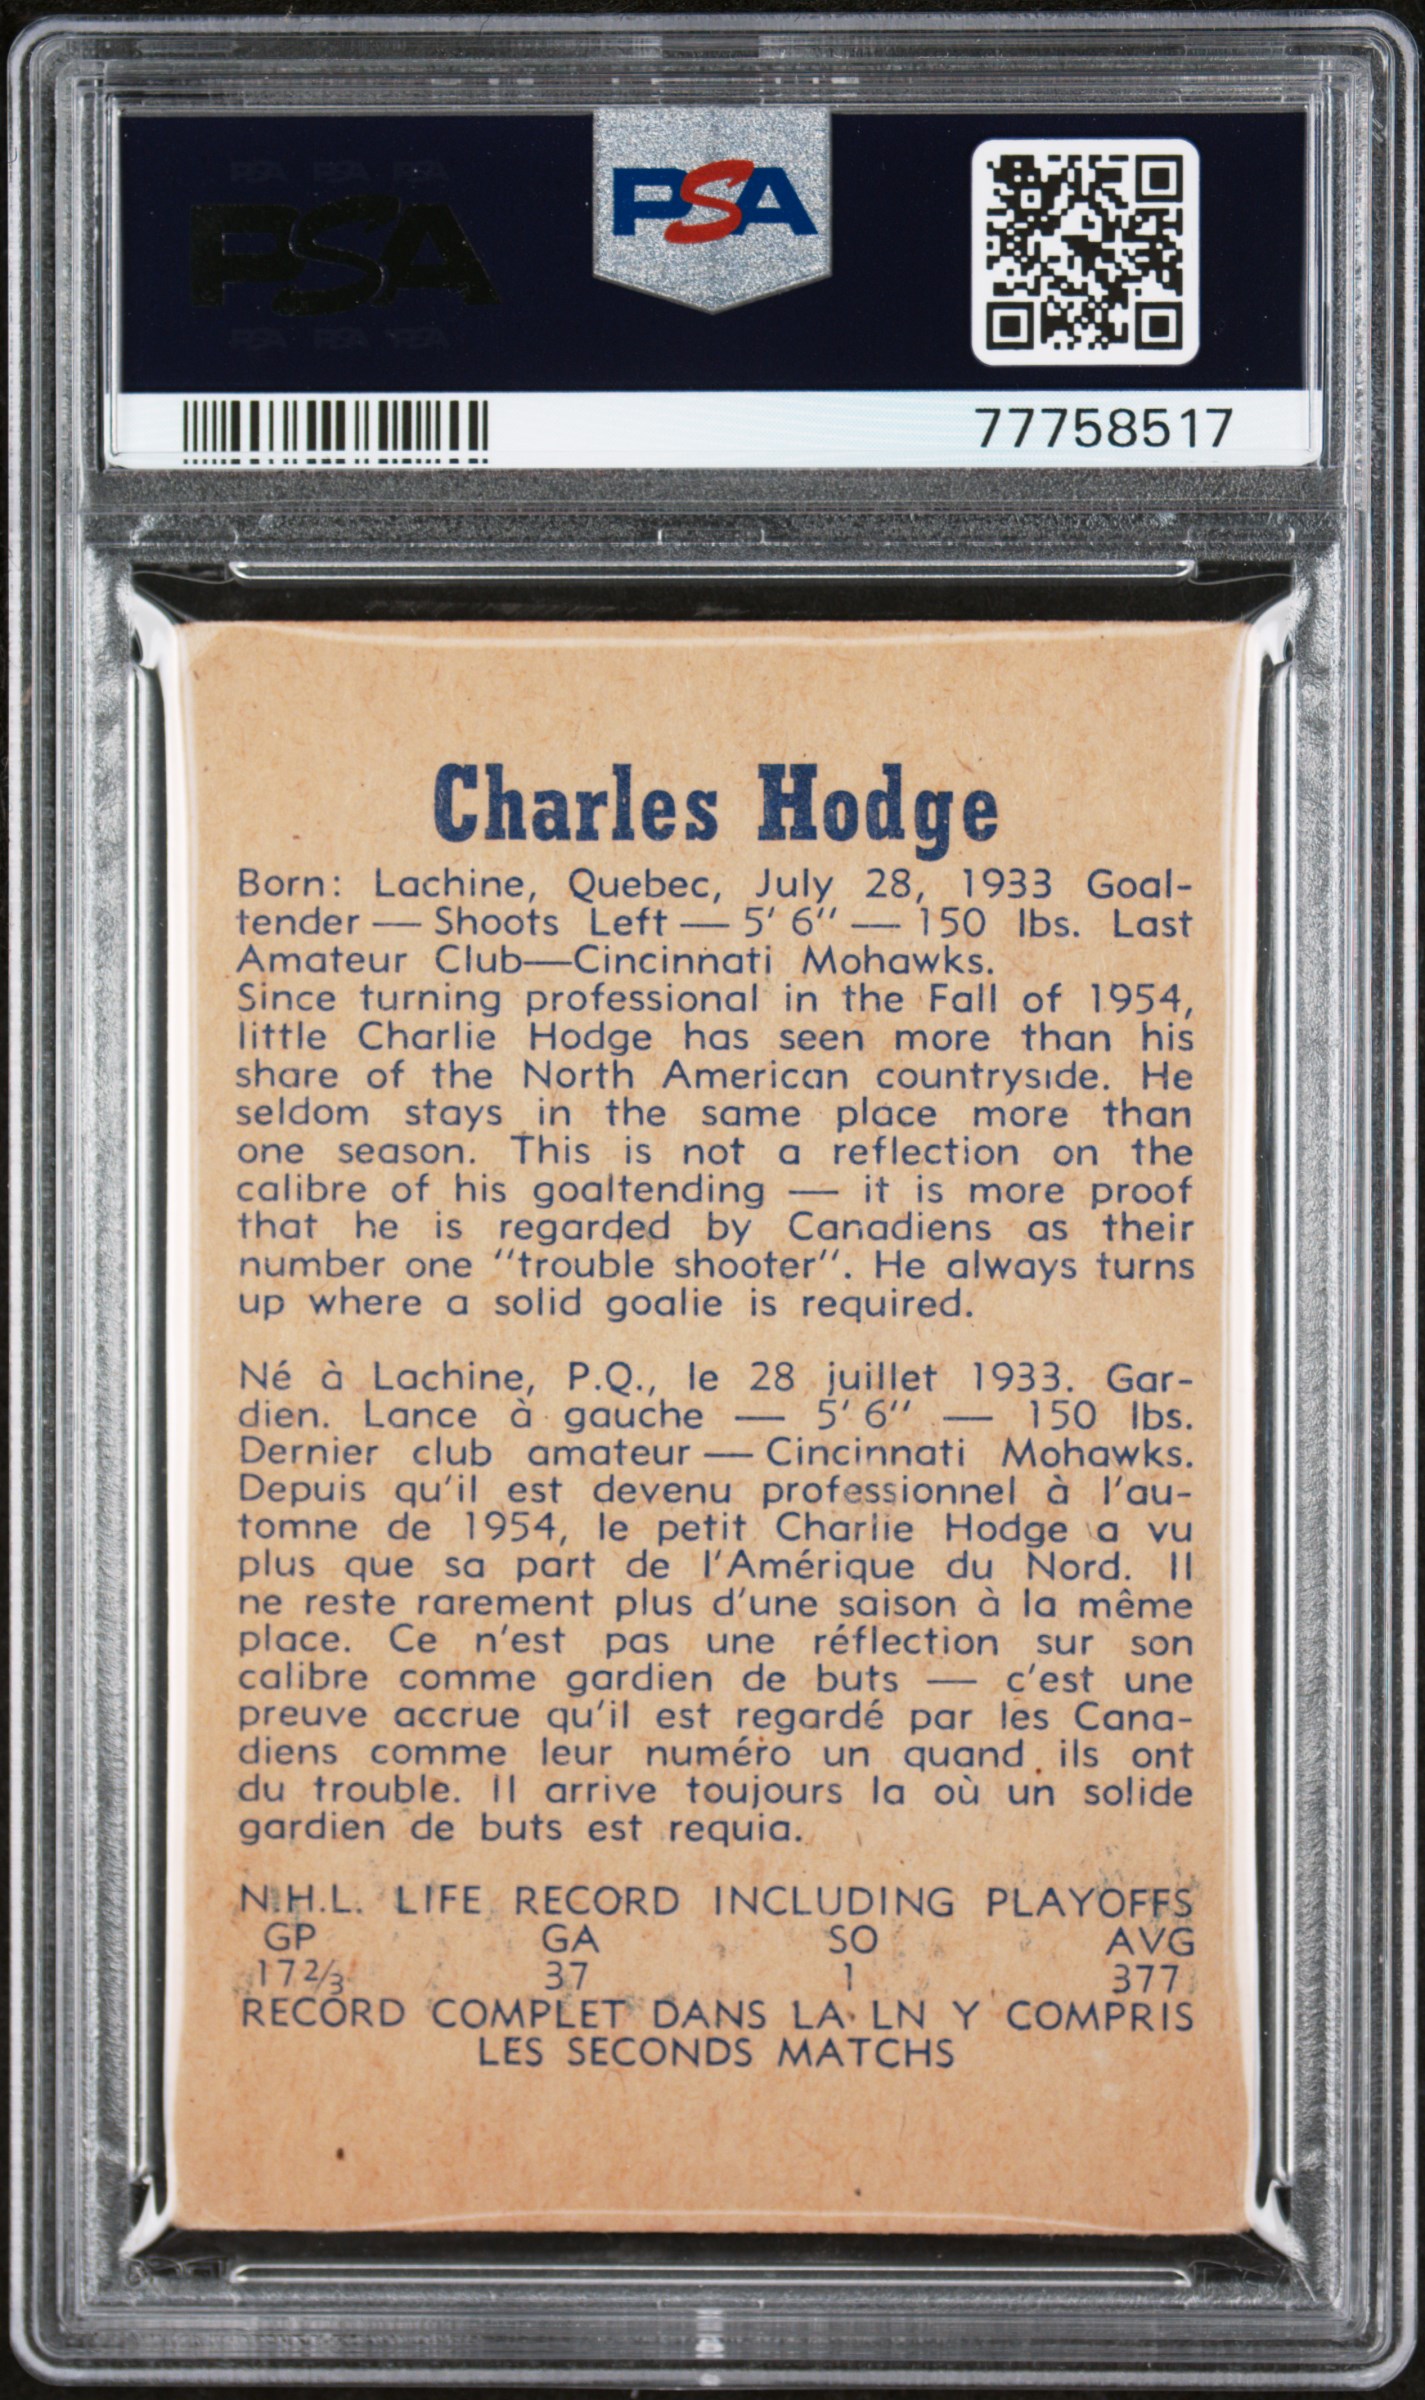 PSA PSA PSA
PSA
PSA PSA PSA
PSA
77758517
Charles Hodge
Born: Lachine, Quebec, July 28, 1933 Goal-
tender — Shoots Left — 5' 6" — 150 lbs. Last
Amateur Club—Cincinnati Mohawks.
Since turning professional in the Fall of 1954,
little Charlie Hodge has seen more than his
share of the North American countryside. He
seldom stays in the same place more than
one season. This is not a reflection on the
calibre of his goaltending — it is more proof
that he is regarded by Canadiens as their
number one "trouble shooter". He always turns
up where a solid goalie is required.
Né à Lachine, P.Q., le 28 juillet 1933. Gar-
dien. Lance à gauche — 5' 6" — 150 lbs.
Dernier club amateur — Cincinnati Mohawks.
Depuis qu'il est devenu professionnel à l'au-
tomne de 1954, le petit Charlie Hodge a vu
plus que sa part de l'Amérique du Nord. Il
ne reste rarement plus d'une saison à la même
place. Ce n'est pas une réflection sur son
calibre comme gardien de buts — c'est une
preuve accrue qu'il est regardé par les Cana-
diens comme leur numéro un quand ils ont
du trouble. Il arrive toujours la où un solide
gardien de buts est requia.
N.H.L. LIFE RECORD INCLUDING PLAYOFFS
GP GA SO AVG
17 2/3 37 1 377
RECORD COMPLET DANS LA LN Y COMPRIS
LES SECONDS MATCHS